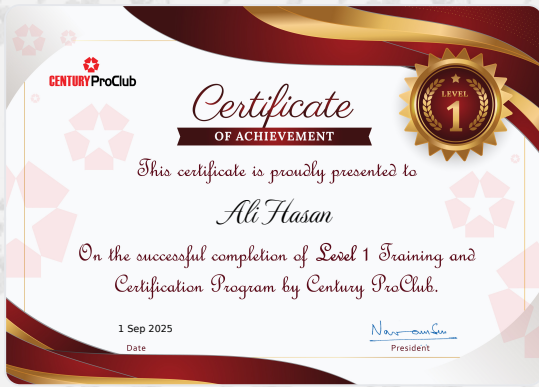 CENTURY ProClub
Certificate
OF ACHIEVEMENT
LEVEL
1
This certificate is proudly presented to
Ali Hasan
On the successful completion of Level 1 Training and
Certification Program by Century ProClub.
1 Sep 2025
Date
President